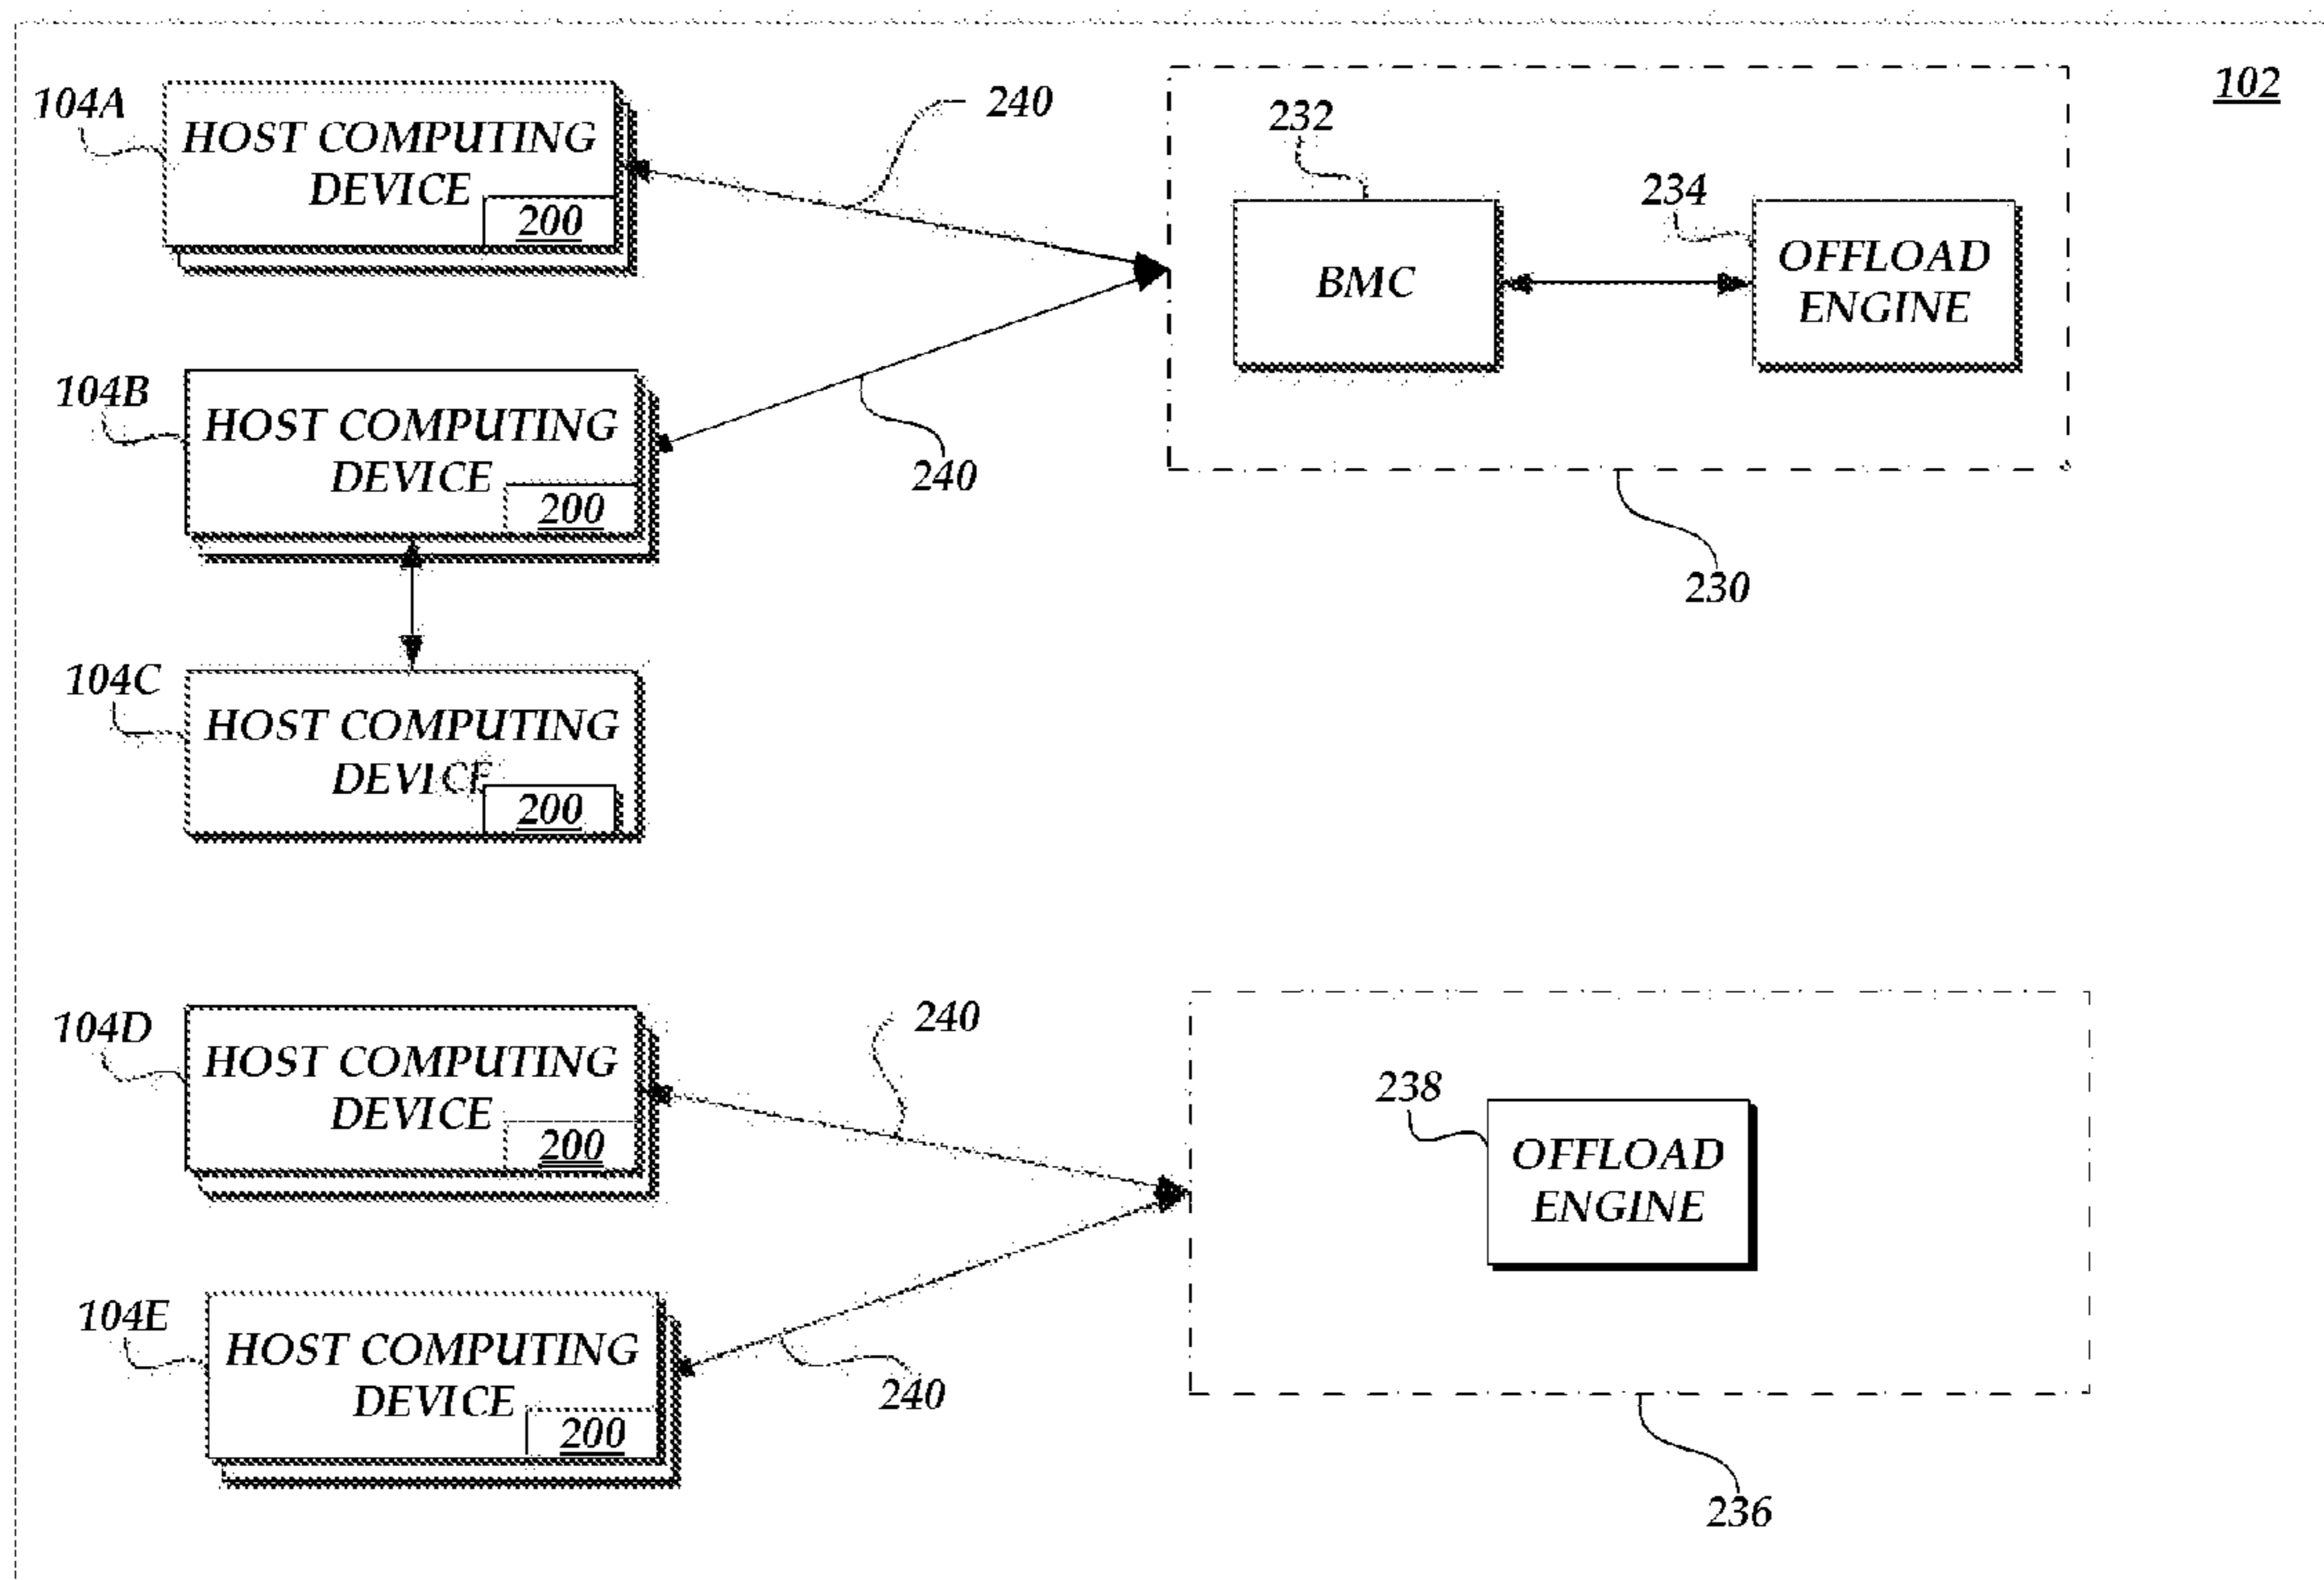 102
104A
HOST COMPUTING
DEVICE
200
240
232
BMC
234
OFFLOAD
ENGINE
230
104B
HOST COMPUTING
DEVICE
200
240
104C
HOST COMPUTING
DEVICE
200
104D
HOST COMPUTING
DEVICE
200
240
238
OFFLOAD
ENGINE
104E
HOST COMPUTING
DEVICE
200
240
236